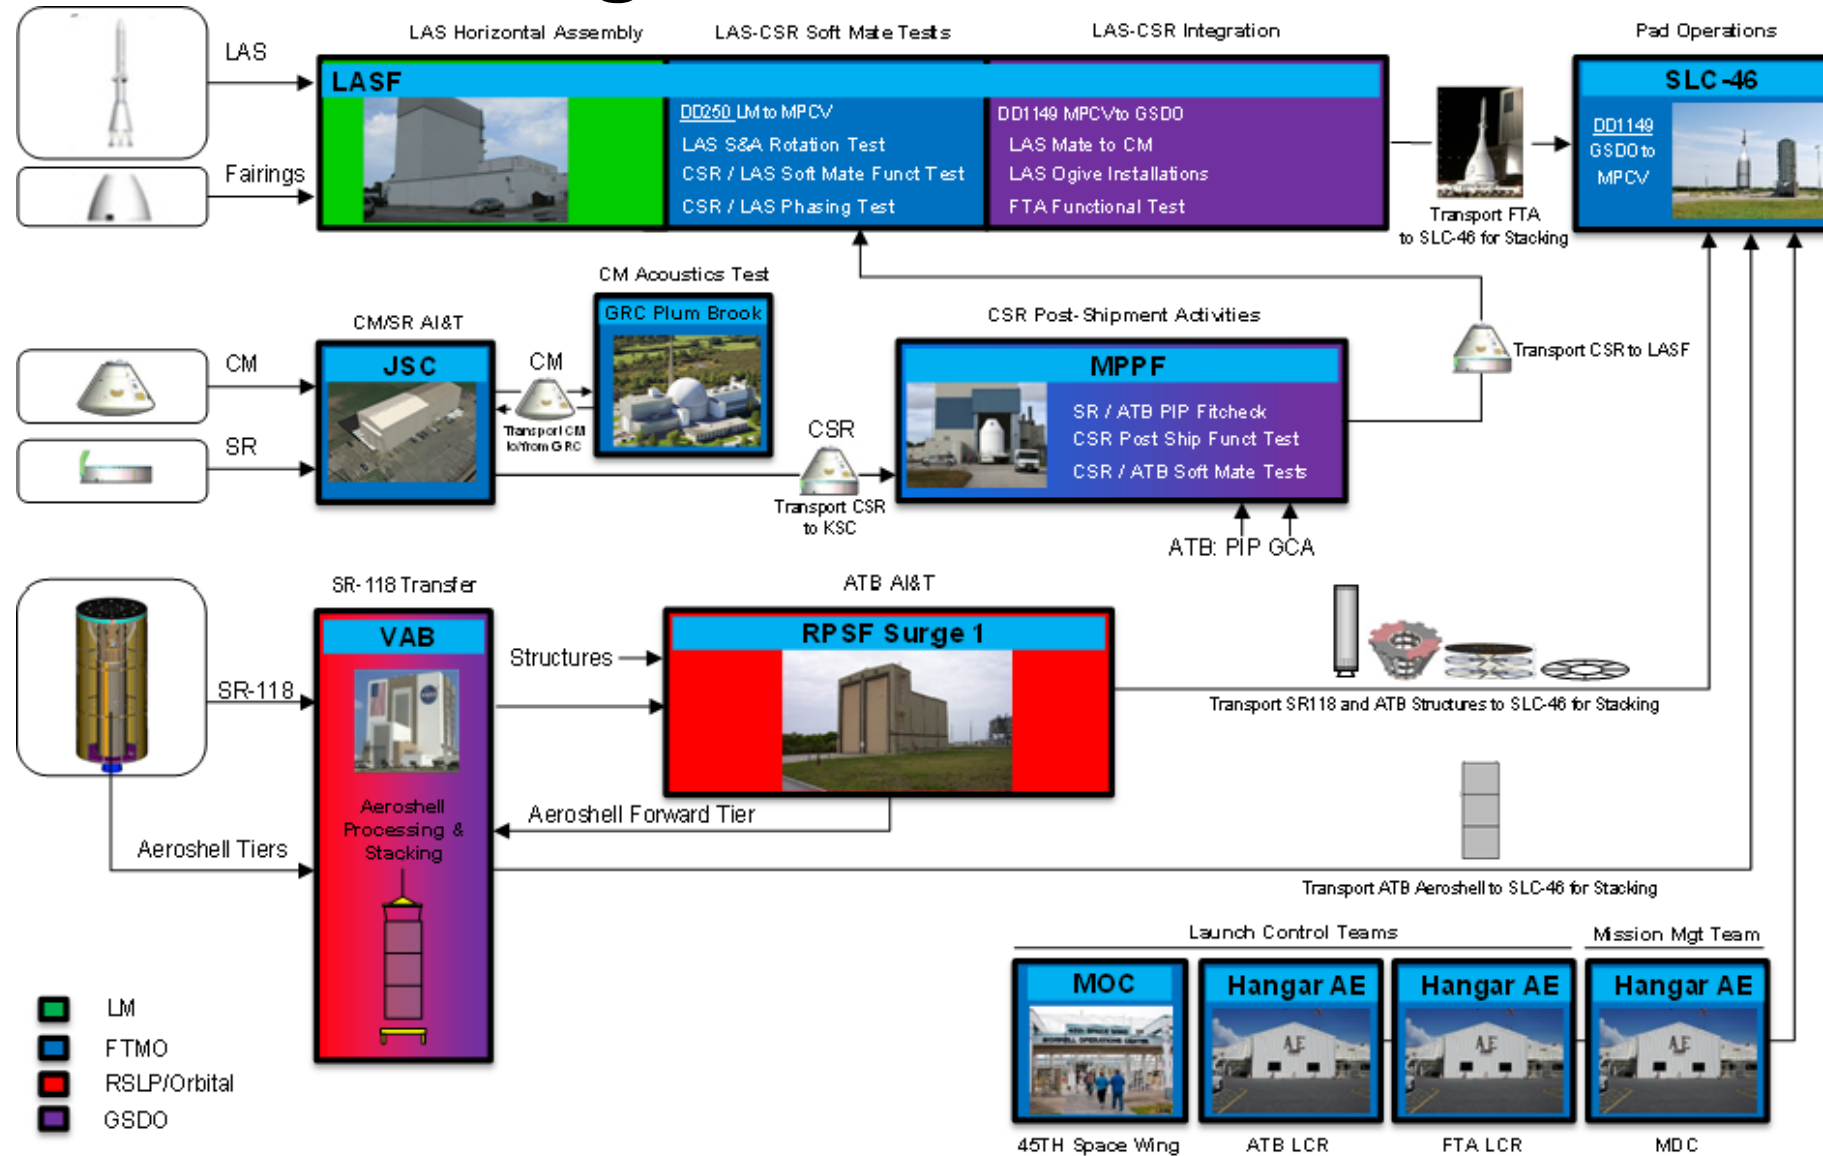 LAS Horizontal Assembly
LAS-CSR Soft Mate Tests
LAS-CSR Integration
Pad Operations
LAS
Fairings
LASF
DD250 LM to MPCV
LAS S&A Rotation Test
CSR / LAS Soft Mate Funct Test
CSR / LAS Phasing Test
DD1149 MPCV to GSDO
LAS Mate to CM
LAS Ogive Installations
FTA Functional Test
Transport FTA
to SLC-46 for Stacking
SLC-46
DD1149
GSDO to
MPCV
CM Acoustics Test
GRC Plum Brook
CM/SR AI&T
CM
SR
JSC
CM
Transport CM
to/from GRC
CSR
Transport CSR
to KSC
CSR Post-Shipment Activities
MPPF
SR / ATB PIP Fitcheck
CSR Post Ship Funct Test
CSR / ATB Soft Mate Tests
ATB: PIP GCA
Transport CSR to LASF
SR-118 Transfer
ATB AI&T
SR-118
Aeroshell Tiers
VAB
Aeroshell
Processing &
Stacking
Structures
RPSF Surge 1
Aeroshell Forward Tier
Transport SR118 and ATB Structures to SLC-46 for Stacking
Transport ATB Aeroshell to SLC-46 for Stacking
Launch Control Teams
Mission Mgt Team
MOC
Hangar AE
Hangar AE
Hangar AE
45TH SPACE WING
MORRELL OPERATIONS CENTER
AE
AE
AE
45TH Space Wing
ATB LCR
FTA LCR
MDC
LM
FTMO
RSLP/Orbital
GSDO